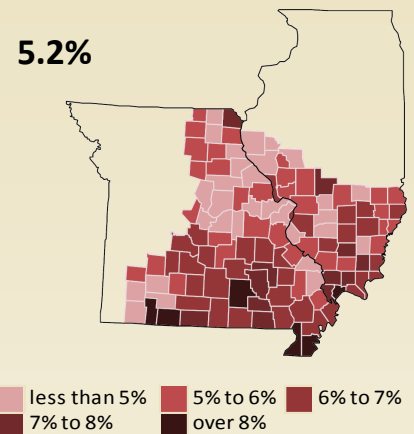 5.2%
less than 5% 5% to 6% 6% to 7%
7% to 8% over 8%